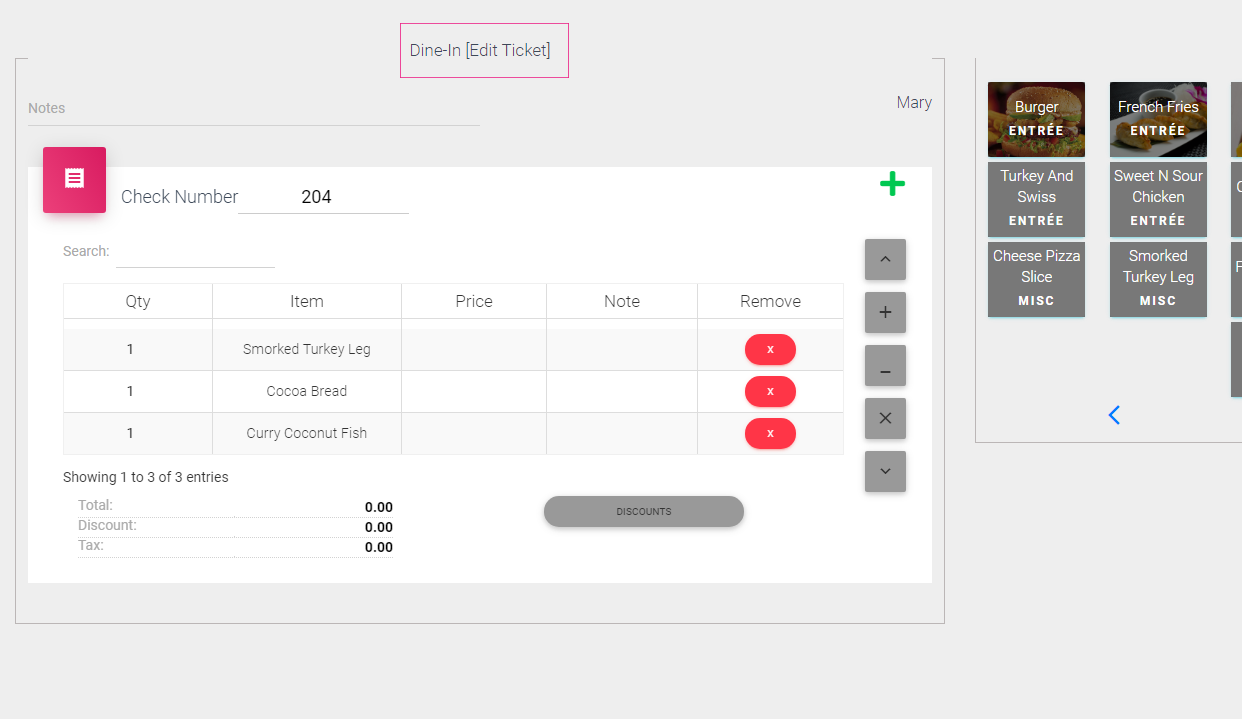 Dine-In [Edit Ticket]
Notes
Mary
Check Number 204
Search:
Qty Item Price Note Remove
1 Smorked Turkey Leg x
1 Cocoa Bread x
1 Curry Coconut Fish x
Showing 1 to 3 of 3 entries
Total: 0.00
Discount: 0.00
Tax: 0.00
DISCOUNTS
Burger
ENTRÉE
French Fries
ENTRÉE
Turkey And
Swiss
ENTRÉE
Sweet N Sour
Chicken
ENTRÉE
Cheese Pizza
Slice
MISC
Smorked
Turkey Leg
MISC